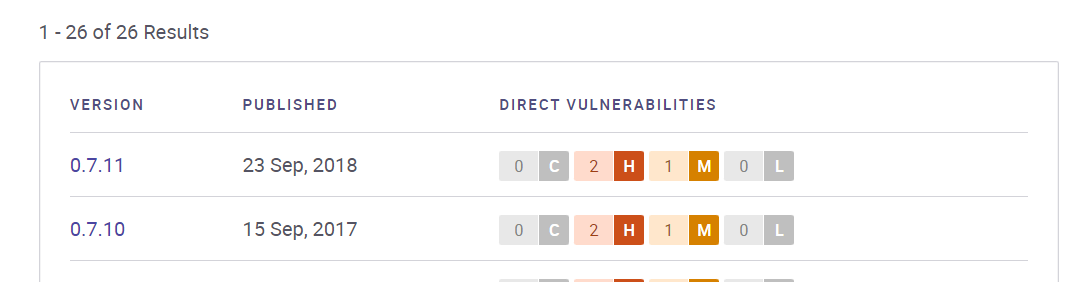 1 - 26 of 26 Results
VERSION PUBLISHED DIRECT VULNERABILITIES
0.7.11 23 Sep, 2018 0 C 2 H 1 M 0 L
0.7.10 15 Sep, 2017 0 C 2 H 1 M 0 L